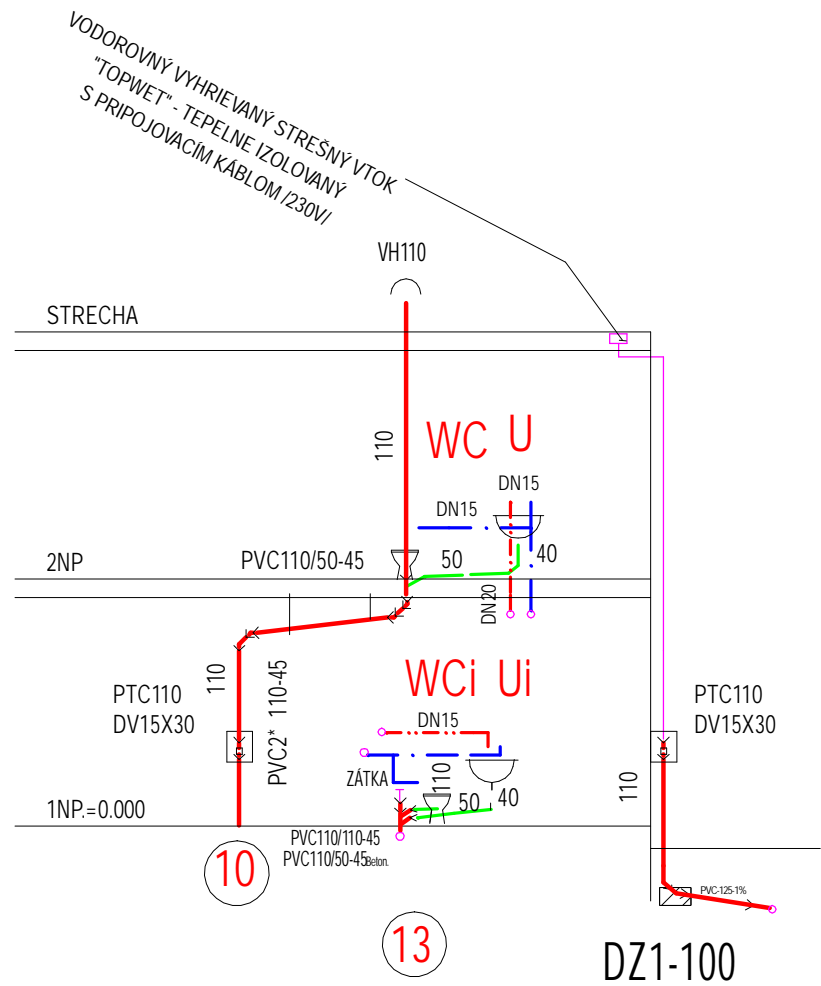 VODOROVNÝ VYHRIEVANÝ STREŠNÝ VTOK
"TOPWET" - TEPELNE IZOLOVANÝ
S PRIPOJOVACÍM KÁBLOM /230V/
VH110
STRECHA
110
WC U
DN15
DN15
2NP
PVC110/50-45
50
40
DN20
WCi Ui
PTC110
DV15X30
110
PVC2* 110-45
DN15
ZÁTKA
110
50
40
PTC110
DV15X30
110
1NP.=0.000
PVC110/110-45
PVC110/50-45 Beton.
10
13
PVC-125-1%
DZ1-100